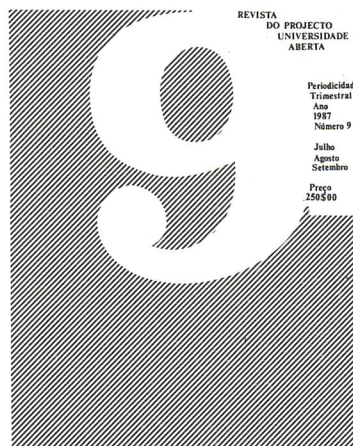 REVISTA
DO PROJECTO
UNIVERSIDADE
ABERTA
9
Periodicidad
Trimestral
Ano
1987
Número 9
Julho
Agosto
Setembro
Preço
250$00